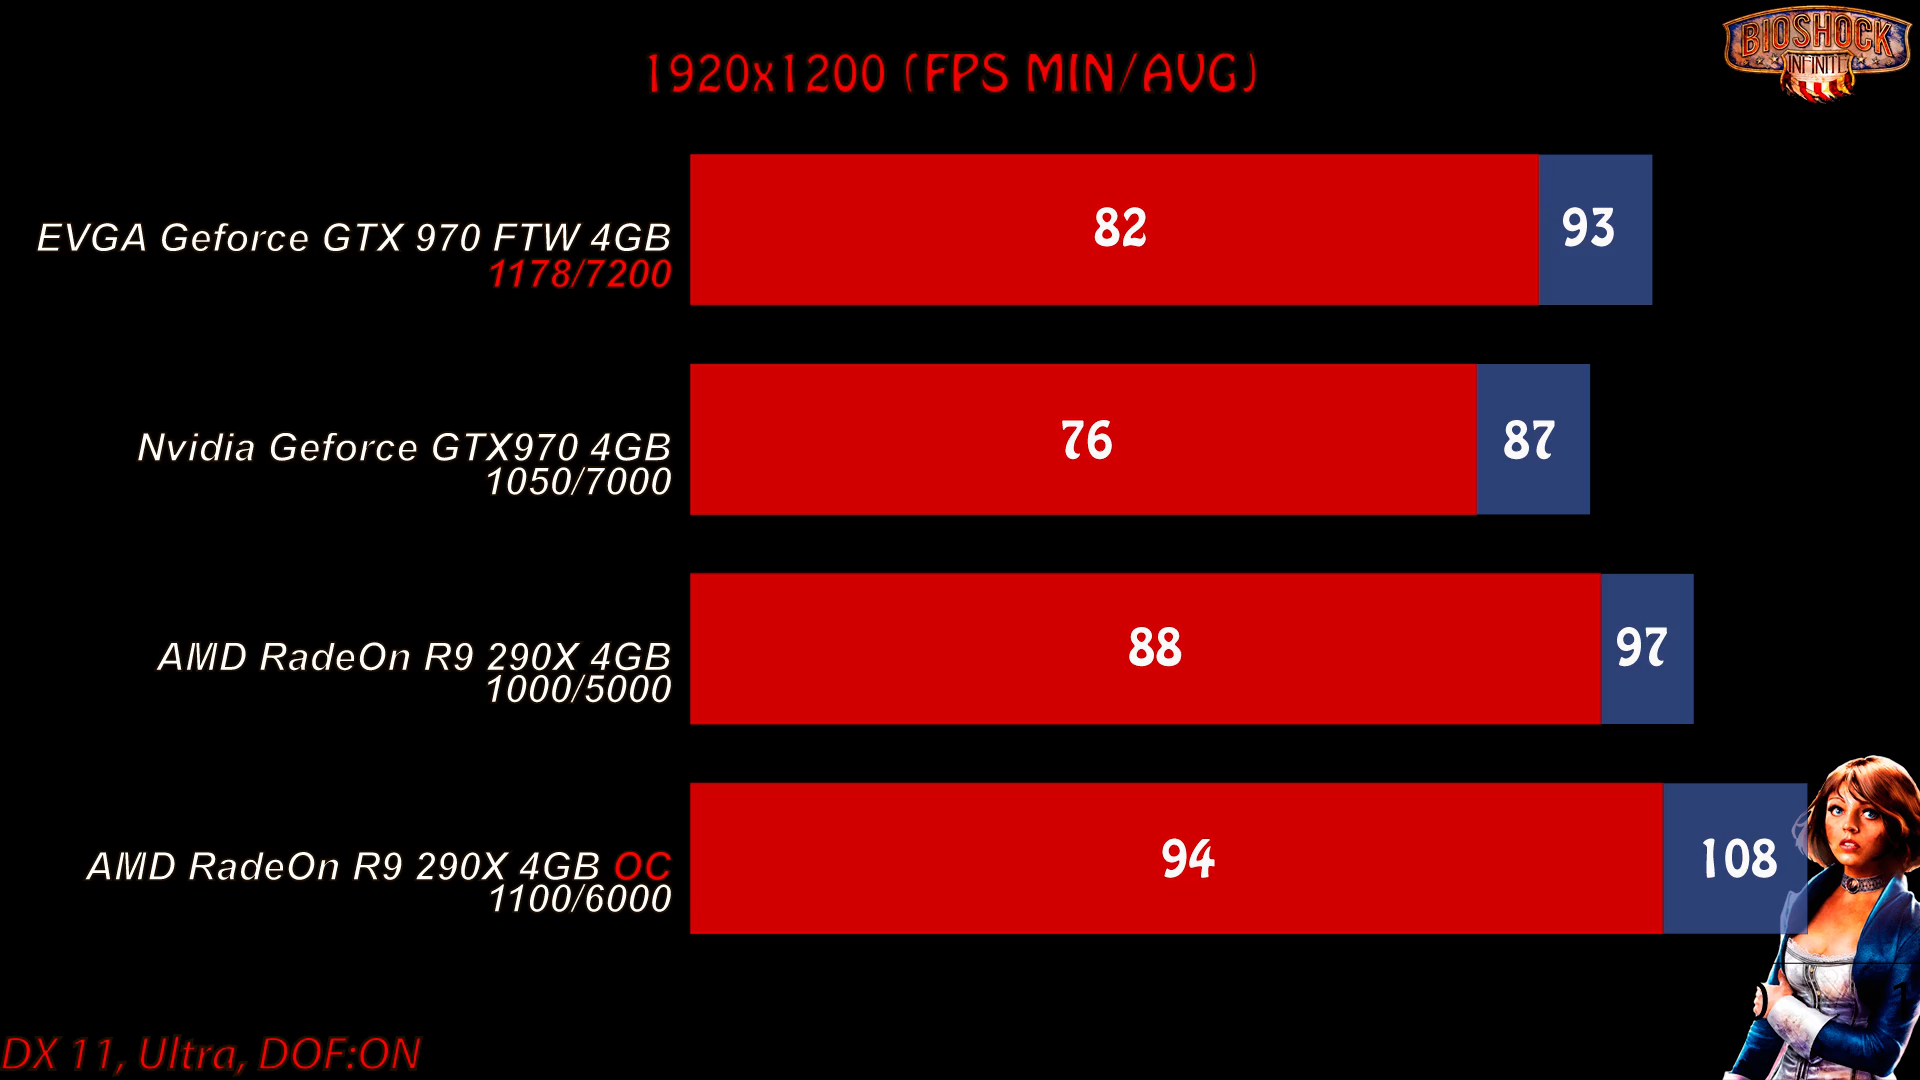 BIOSHOCK
INFINITE
1920x1200 (FPS MIN/AVG)
EVGA Geforce GTX 970 FTW 4GB
1178/7200
82
93
Nvidia Geforce GTX970 4GB
1050/7000
76
87
AMD RadeOn R9 290X 4GB
1000/5000
88
97
AMD RadeOn R9 290X 4GB OC
1100/6000
94
108
DX 11, Ultra, DOF:ON